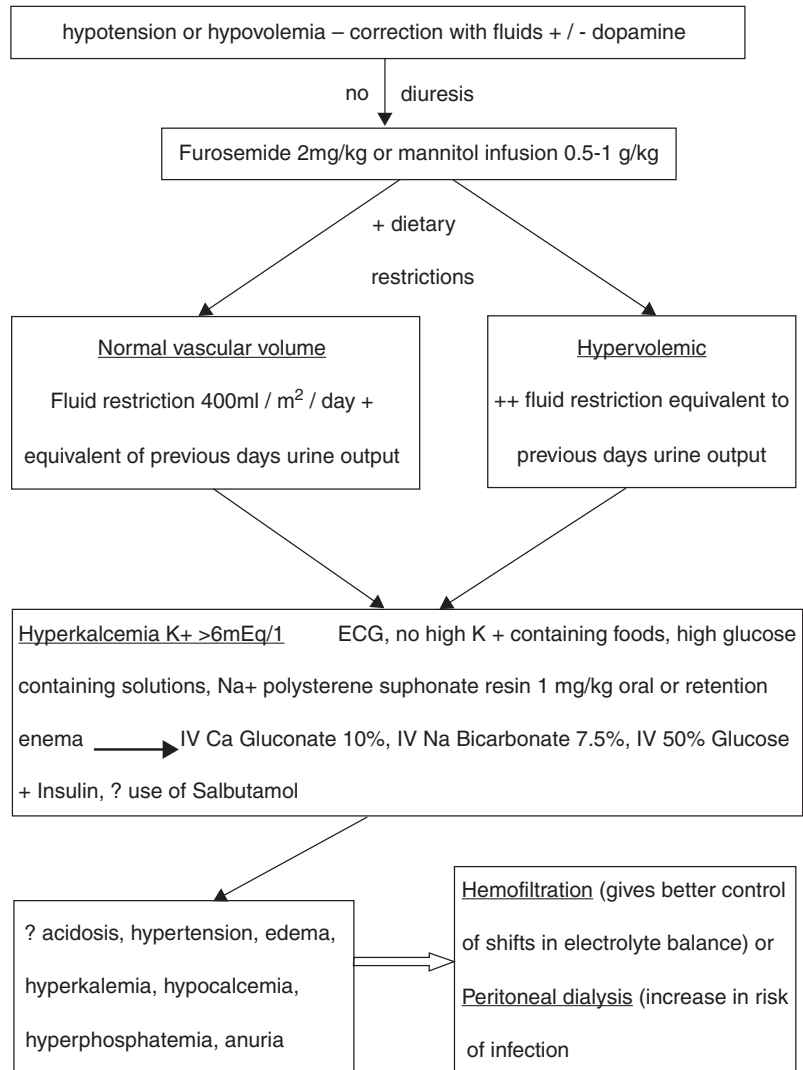 hypotension or hypovolemia – correction with fluids + / - dopamine
no diuresis
Furosemide 2mg/kg or mannitol infusion 0.5-1 g/kg
+ dietary
restrictions
Normal vascular volume
Fluid restriction 400ml / m² / day +
equivalent of previous days urine output
Hypervolemic
++ fluid restriction equivalent to
previous days urine output
Hyperkalcemia K+ >6mEq/1 ECG, no high K + containing foods, high glucose
containing solutions, Na+ polysterene suphonate resin 1 mg/kg oral or retention
enema IV Ca Gluconate 10%, IV Na Bicarbonate 7.5%, IV 50% Glucose
+ Insulin, ? use of Salbutamol
? acidosis, hypertension, edema,
hyperkalemia, hypocalcemia,
hyperphosphatemia, anuria
Hemofiltration (gives better control
of shifts in electrolyte balance) or
Peritoneal dialysis (increase in risk
of infection